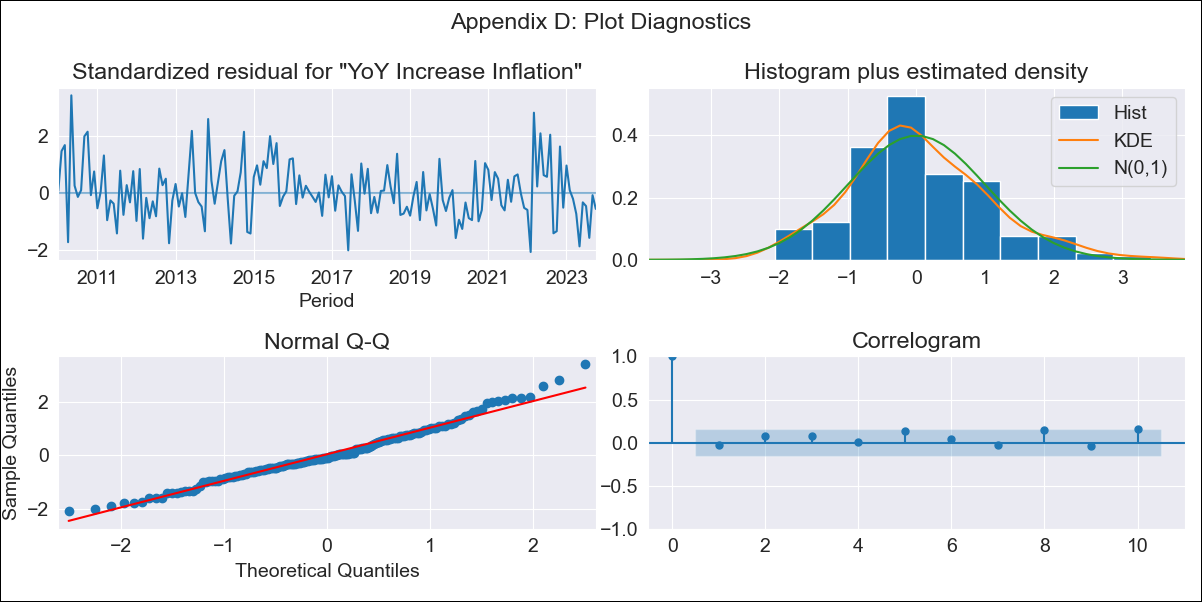 Appendix D: Plot Diagnostics
Standardized residual for "YoY Increase Inflation"
2
0
−2
2011 2013 2015 2017 2019 2021 2023
Period
Histogram plus estimated density
Hist
KDE
N(0,1)
0.4
0.2
0.0
−3 −2 −1 0 1 2 3
Normal Q-Q
Sample Quantiles
2
0
−2
−2 −1 0 1 2
Theoretical Quantiles
Correlogram
1.0
0.5
0.0
−0.5
−1.0
0 2 4 6 8 10